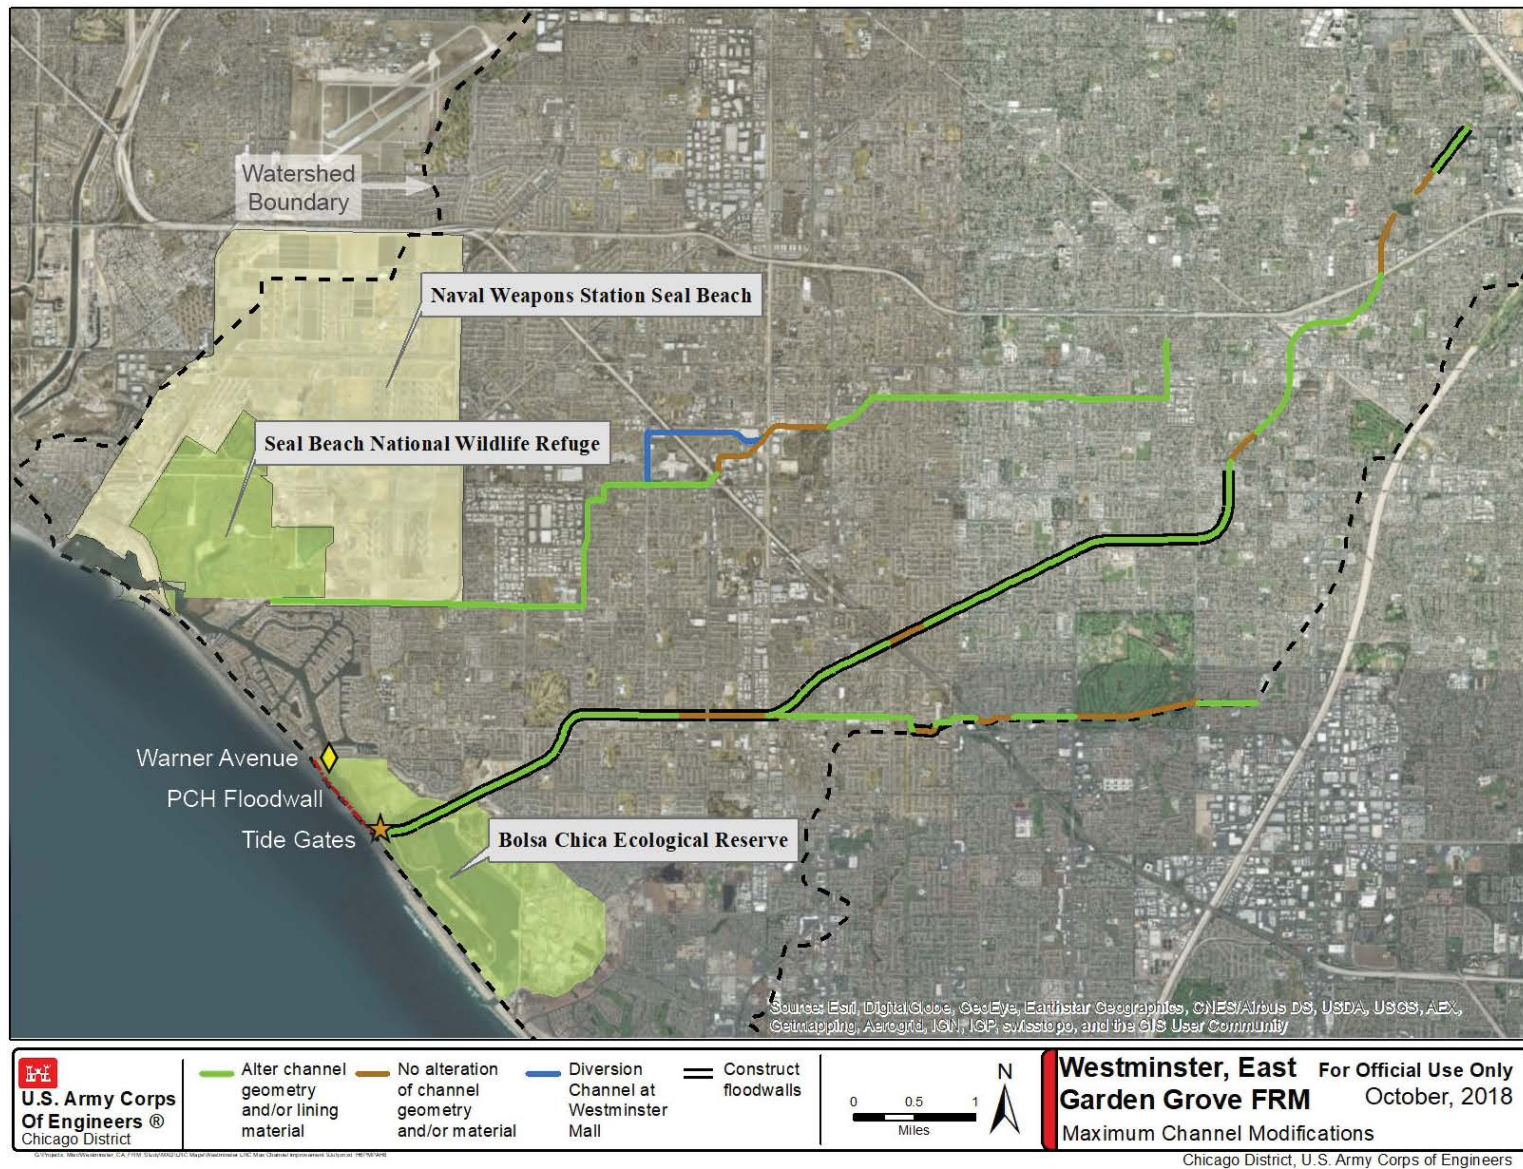 Watershed
Boundary
Naval Weapons Station Seal Beach
Seal Beach National Wildlife Refuge
Warner Avenue
PCH Floodwall
Tide Gates
Bolsa Chica Ecological Reserve
Source: Esri, DigitalGlobe, GeoEye, Earthstar Geographics, CNES/Airbus DS, USDA, USGS, AEX,
Getmapping, Aerogrid, IGN, IGP, swisstopo, and the GIS User Community
U.S. Army Corps
Of Engineers ®
Chicago District
Alter channel
geometry
and/or lining
material
No alteration
of channel
geometry
and/or material
Diversion
Channel at
Westminster
Mall
Construct
floodwalls
0 0.5 1
Miles
N
Westminster, East
Garden Grove FRM
For Official Use Only
October, 2018
Maximum Channel Modifications
Chicago District, U.S. Army Corps of Engineers